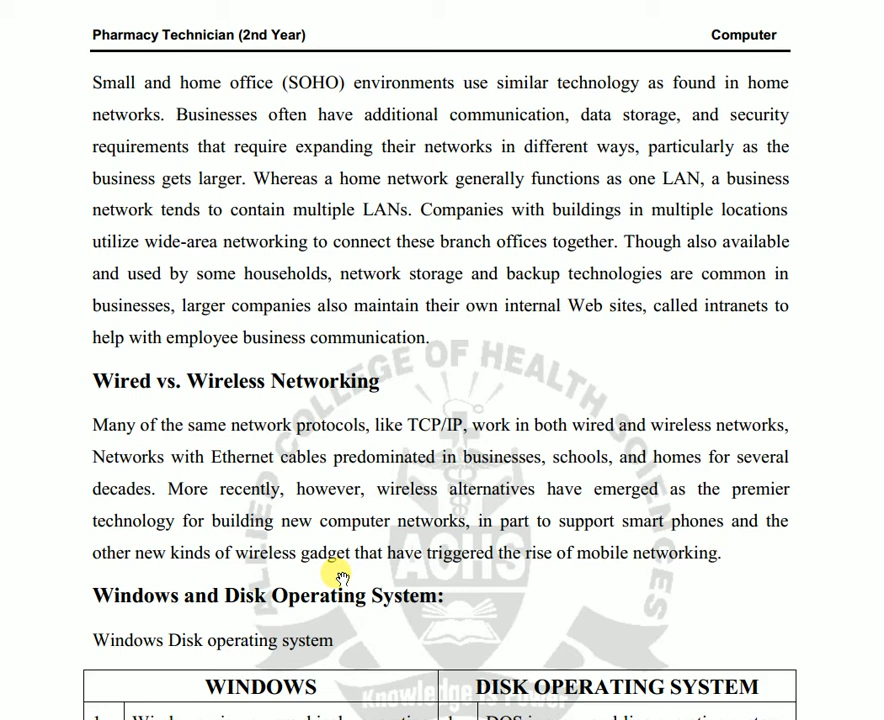 Pharmacy Technician (2nd Year) Computer
Small and home office (SOHO) environments use similar technology as found in home
networks. Businesses often have additional communication, data storage, and security
requirements that require expanding their networks in different ways, particularly as the
business gets larger. Whereas a home network generally functions as one LAN, a business
network tends to contain multiple LANs. Companies with buildings in multiple locations
utilize wide-area networking to connect these branch offices together. Though also available
and used by some households, network storage and backup technologies are common in
businesses, larger companies also maintain their own internal Web sites, called intranets to
help with employee business communication.
ALLIED COLLEGE OF HEALTH SCIENCES
Wired vs. Wireless Networking
Many of the same network protocols, like TCP/IP, work in both wired and wireless networks,
Networks with Ethernet cables predominated in businesses, schools, and homes for several
decades. More recently, however, wireless alternatives have emerged as the premier
technology for building new computer networks, in part to support smart phones and the
other new kinds of wireless gadget that have triggered the rise of mobile networking.
ACHS
Windows and Disk Operating System:
Windows Disk operating system
WINDOWS DISK OPERATING SYSTEM
Knowledge is Power